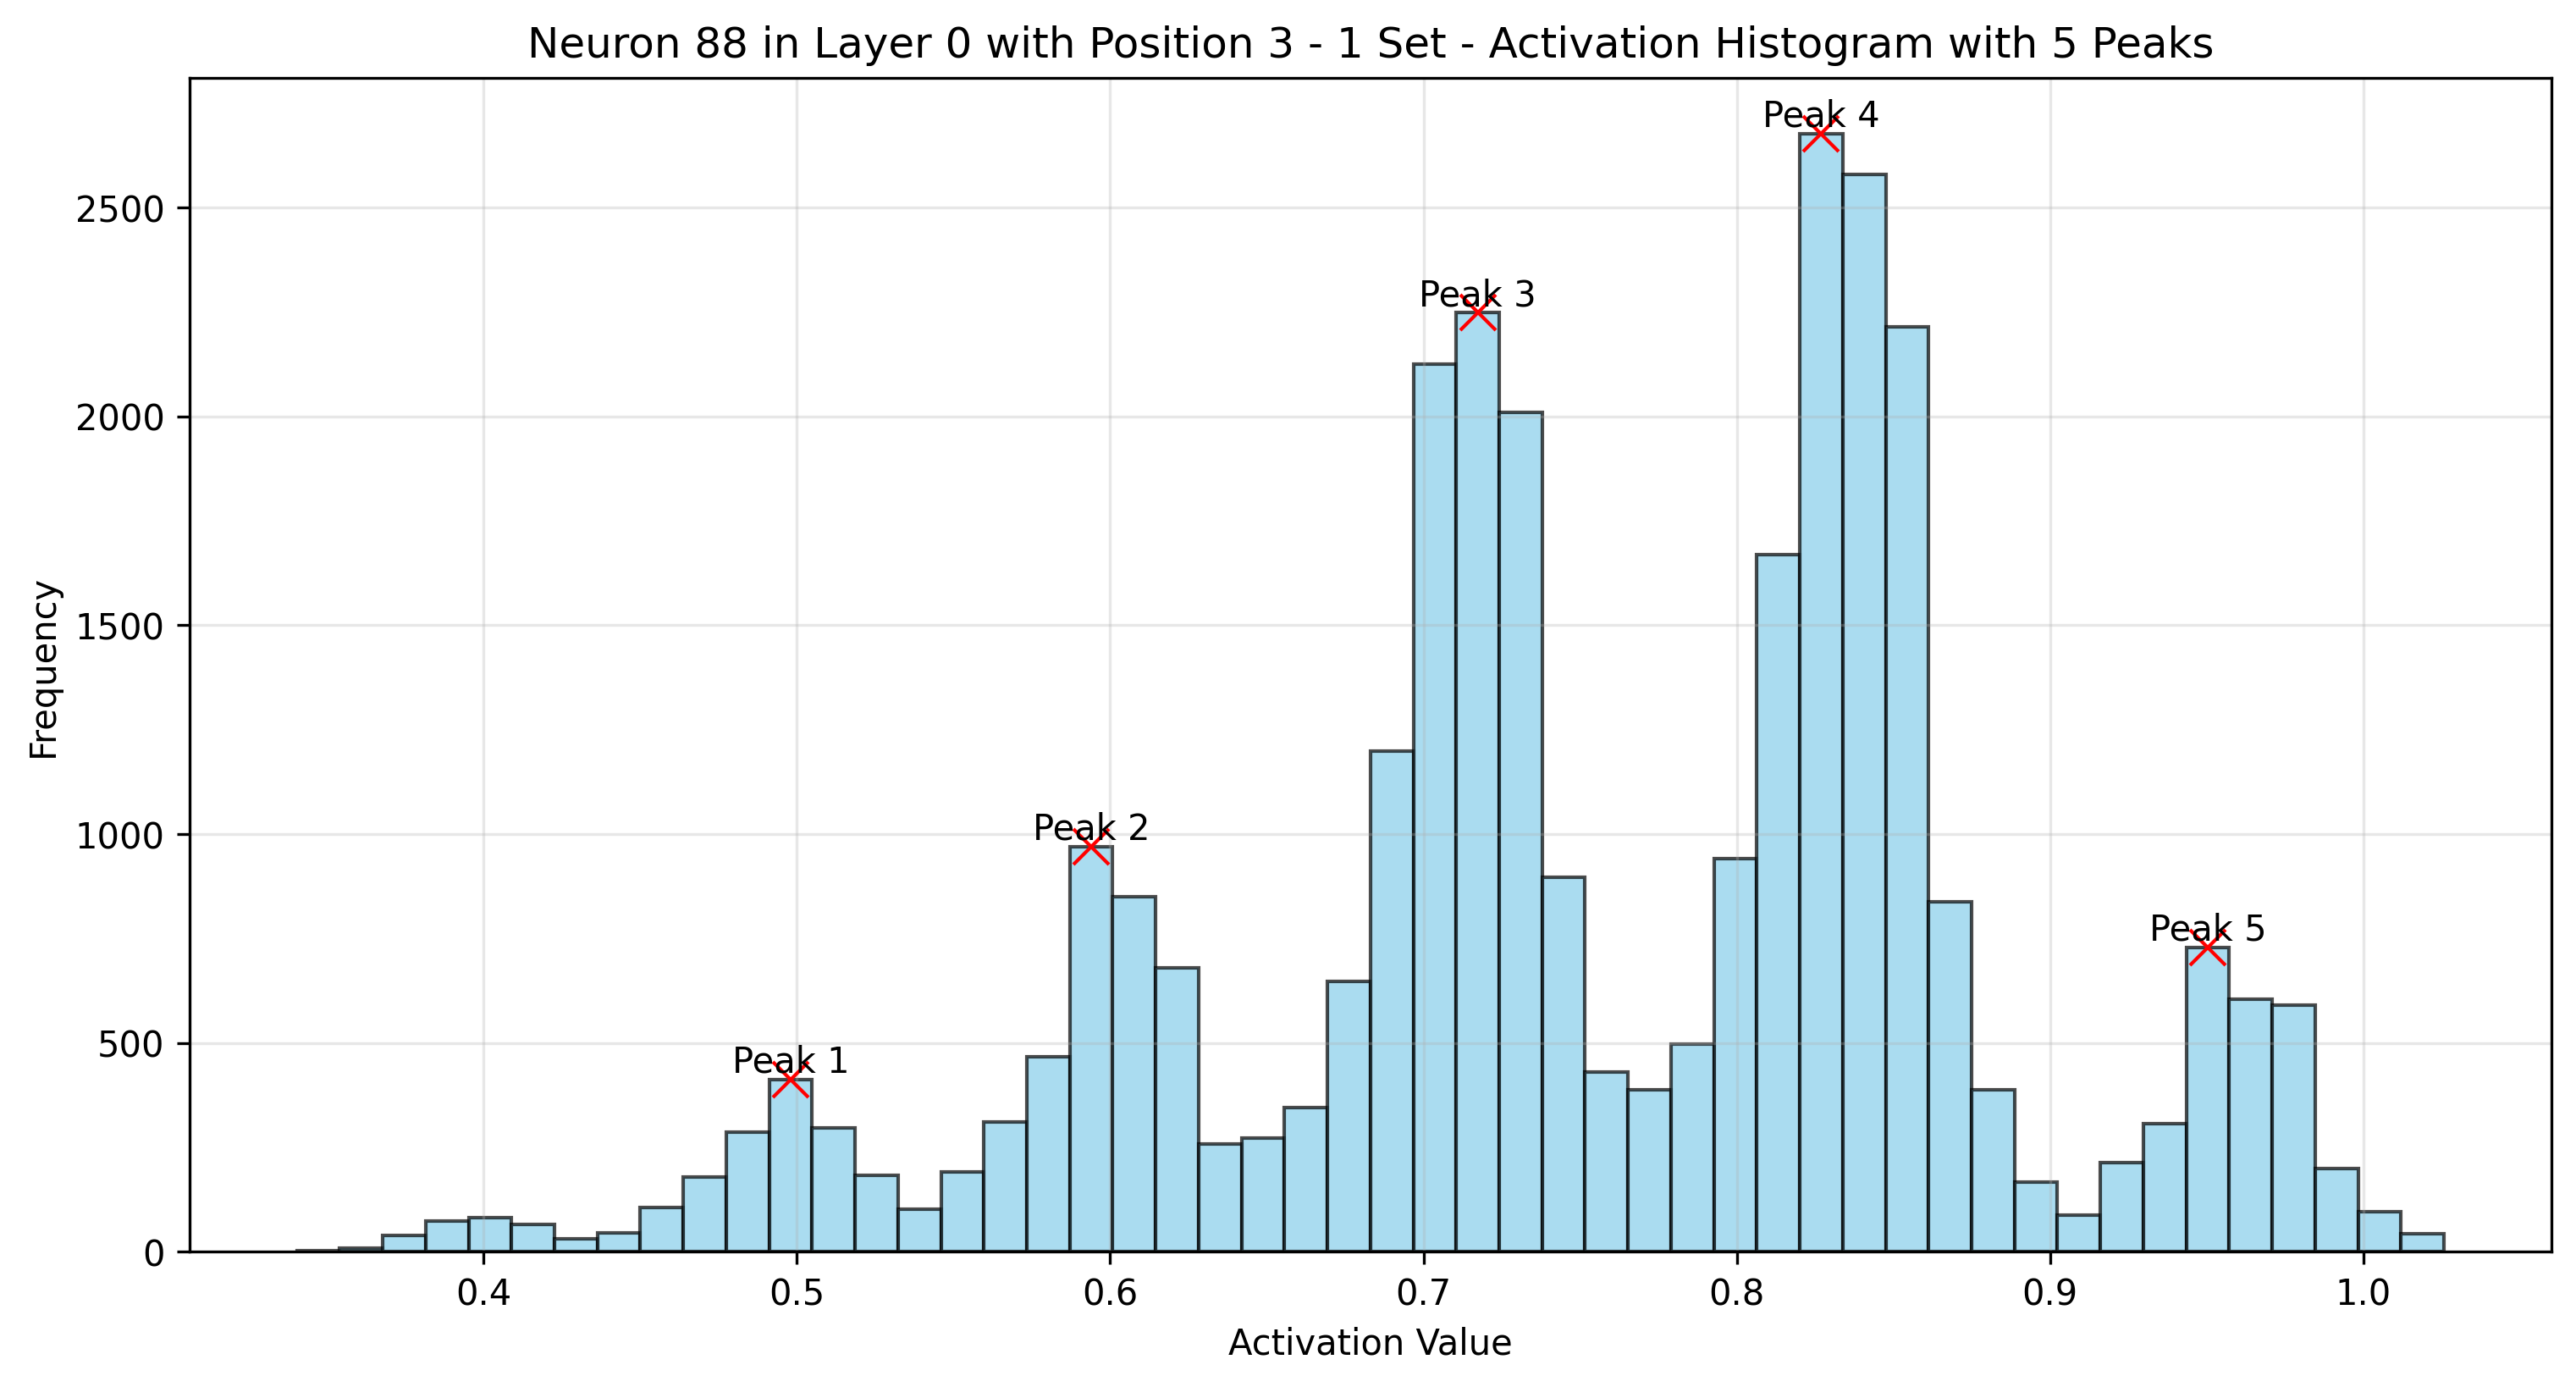 Neuron 88 in Layer 0 with Position 3 - 1 Set - Activation Histogram with 5 Peaks
Peak 4
2500
Peak 3
2000
1500
Frequency
Peak 2
1000
Peak 5
Peak 1
500
0
0.4 0.5 0.6 0.7 0.8 0.9 1.0
Activation Value